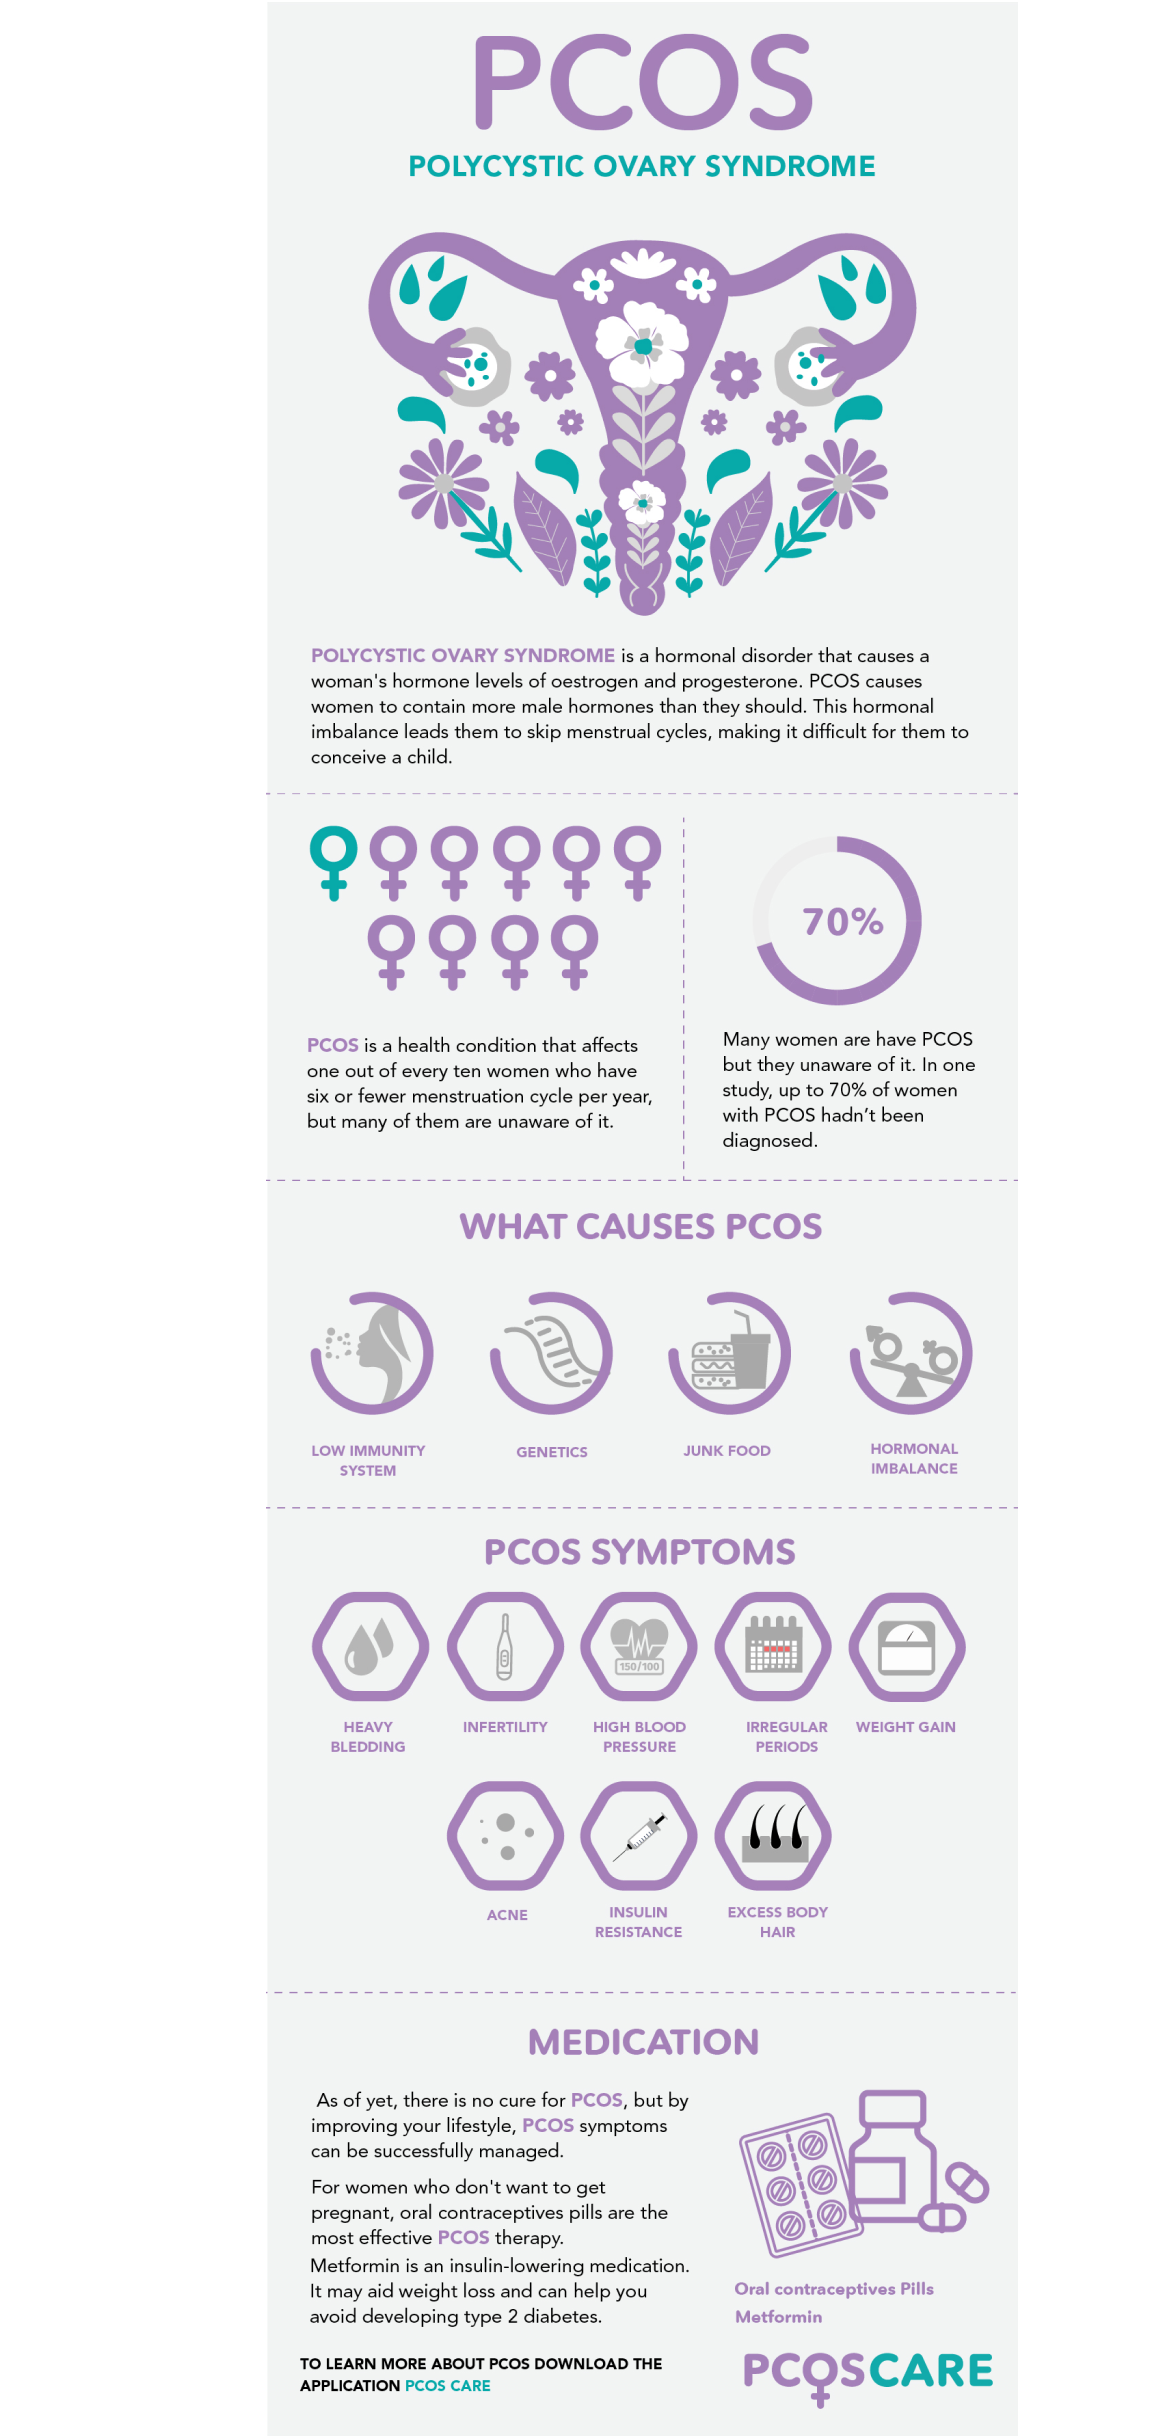 PCOS
POLYCYSTIC OVARY SYNDROME
POLYCYSTIC OVARY SYNDROME is a hormonal disorder that causes a
woman's hormone levels of oestrogen and progesterone. PCOS causes
women to contain more male hormones than they should. This hormonal
imbalance leads them to skip menstrual cycles, making it difficult for them to
conceive a child.
PCOS is a health condition that affects
one out of every ten women who have
six or fewer menstruation cycle per year,
but many of them are unaware of it.
70%
Many women are have PCOS
but they unaware of it. In one
study, up to 70% of women
with PCOS hadn’t been
diagnosed.
WHAT CAUSES PCOS
LOW IMMUNITY
SYSTEM
GENETICS
JUNK FOOD
HORMONAL
IMBALANCE
PCOS SYMPTOMS
150/100
HEAVY
BLEDDING
INFERTILITY
HIGH BLOOD
PRESSURE
IRREGULAR
PERIODS
WEIGHT GAIN
ACNE
INSULIN
RESISTANCE
EXCESS BODY
HAIR
MEDICATION
As of yet, there is no cure for PCOS, but by
improving your lifestyle, PCOS symptoms
can be successfully managed.
For women who don't want to get
pregnant, oral contraceptives pills are the
most effective PCOS therapy.
Metformin is an insulin-lowering medication.
It may aid weight loss and can help you
avoid developing type 2 diabetes.
Oral contraceptives Pills
Metformin
TO LEARN MORE ABOUT PCOS DOWNLOAD THE
APPLICATION PCOS CARE
PCOSCARE